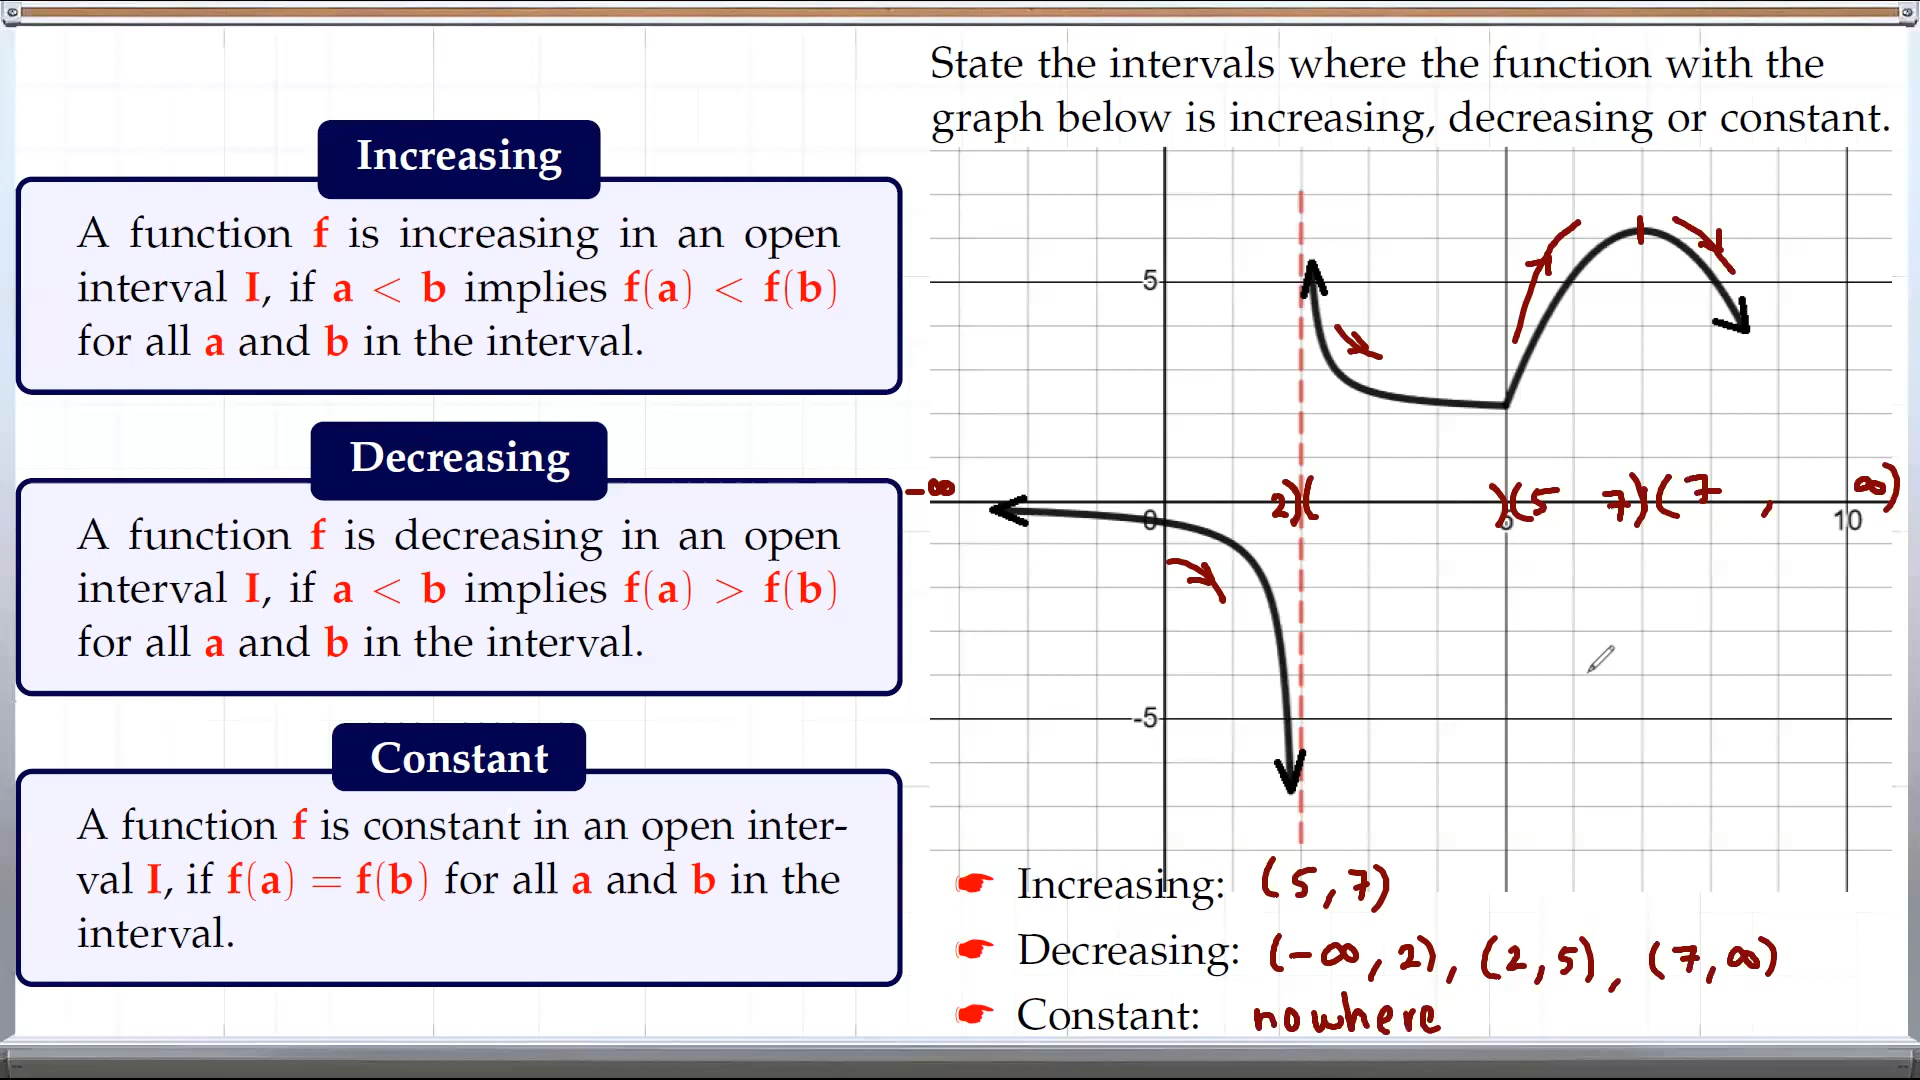 Increasing
A function f is increasing in an open
interval I, if a < b implies f(a) < f(b)
for all a and b in the interval.
Decreasing
A function f is decreasing in an open
interval I, if a < b implies f(a) > f(b)
for all a and b in the interval.
Constant
A function f is constant in an open inter-
val I, if f(a) = f(b) for all a and b in the
interval.
State the intervals where the function with the
graph below is increasing, decreasing or constant.
5
-∞ 2)( )(5 7)(7 , ∞)
0 5 10
-5
Increasing: (5,7)
Decreasing: (-∞,2), (2,5), (7,∞)
Constant: nowhere